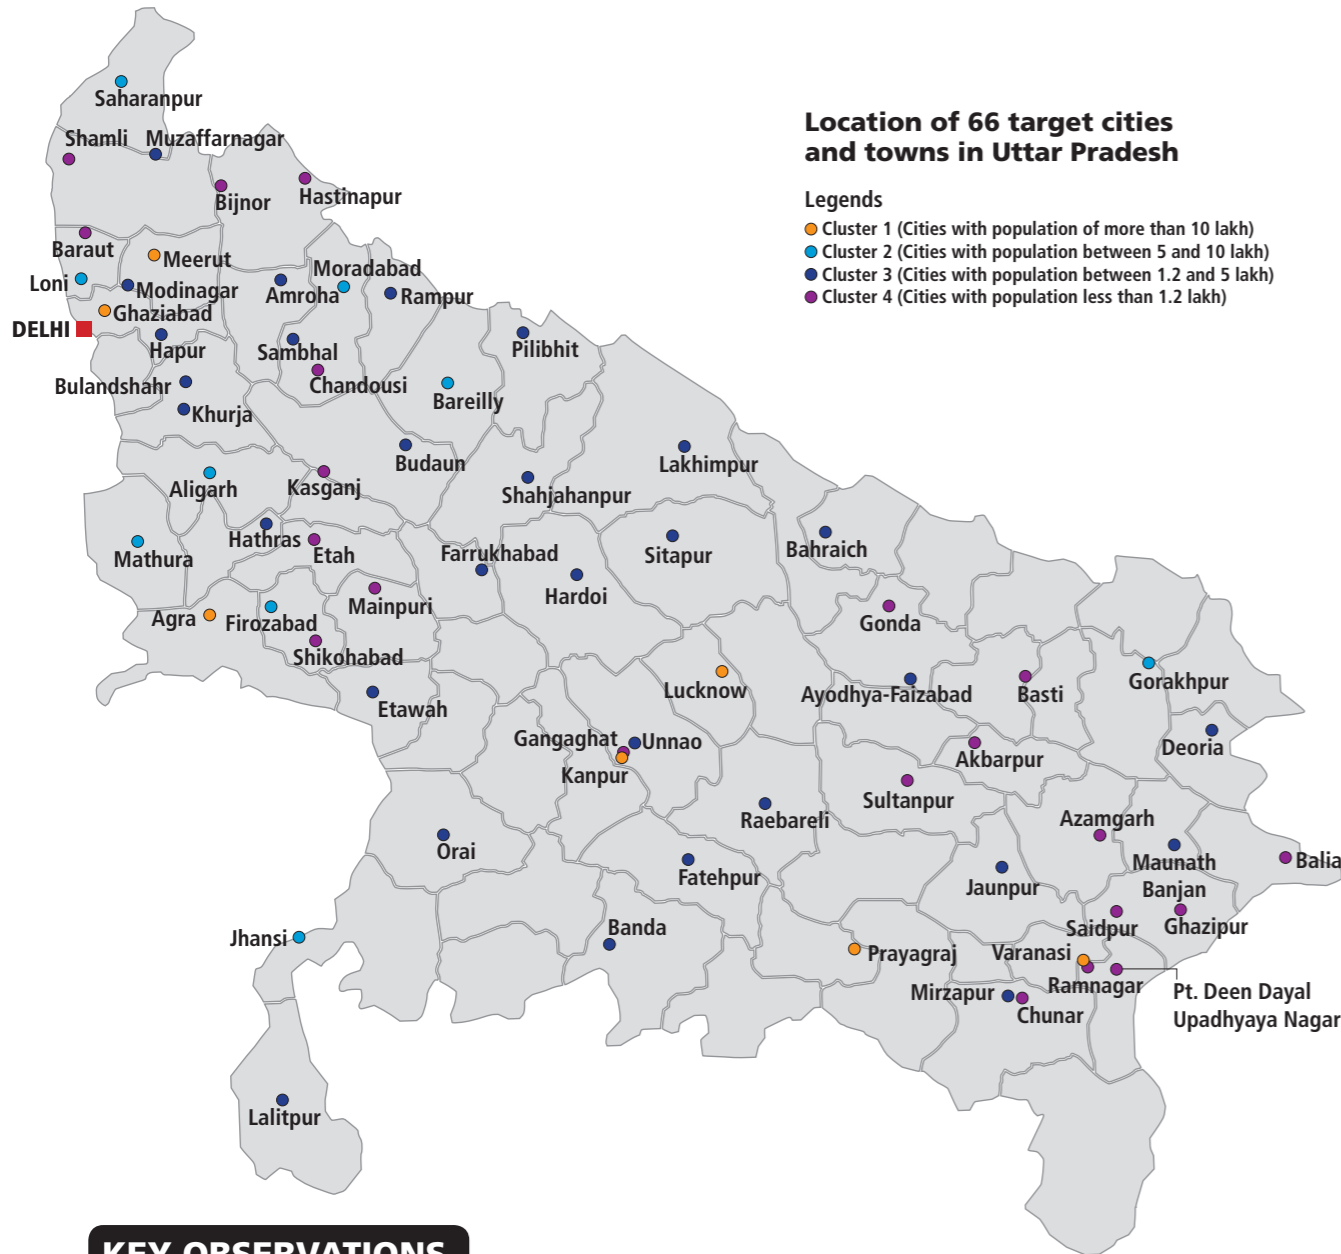 Location of 66 target cities
and towns in Uttar Pradesh
Legends
Cluster 1 (Cities with population of more than 10 lakh)
Cluster 2 (Cities with population between 5 and 10 lakh)
Cluster 3 (Cities with population between 1.2 and 5 lakh)
Cluster 4 (Cities with population less than 1.2 lakh)
Saharanpur
Shamli
Muzaffarnagar
Bijnor
Hastinapur
Baraut
Meerut
Loni
Modinagar
Moradabad
Amroha
Rampur
Ghaziabad
DELHI
Hapur
Sambhal
Pilibhit
Chandousi
Bulandshahr
Bareilly
Khurja
Budaun
Lakhimpur
Aligarh
Kasganj
Shahjahanpur
Hathras
Etah
Farrukhabad
Sitapur
Bahraich
Mathura
Mainpuri
Hardoi
Agra
Firozabad
Gonda
Shikohabad
Lucknow
Ayodhya-Faizabad
Basti
Gorakhpur
Etawah
Gangaghat
Unnao
Deoria
Kanpur
Akbarpur
Sultanpur
Raebareli
Azamgarh
Orai
Maunath
Banjan
Balia
Fatehpur
Jaunpur
Jhansi
Banda
Saidpur
Ghazipur
Prayagraj
Varanasi
Ramnagar
Mirzapur
Chunar
Pt. Deen Dayal
Upadhyaya Nagar
Lalitpur
KEY OBSERVATIONS